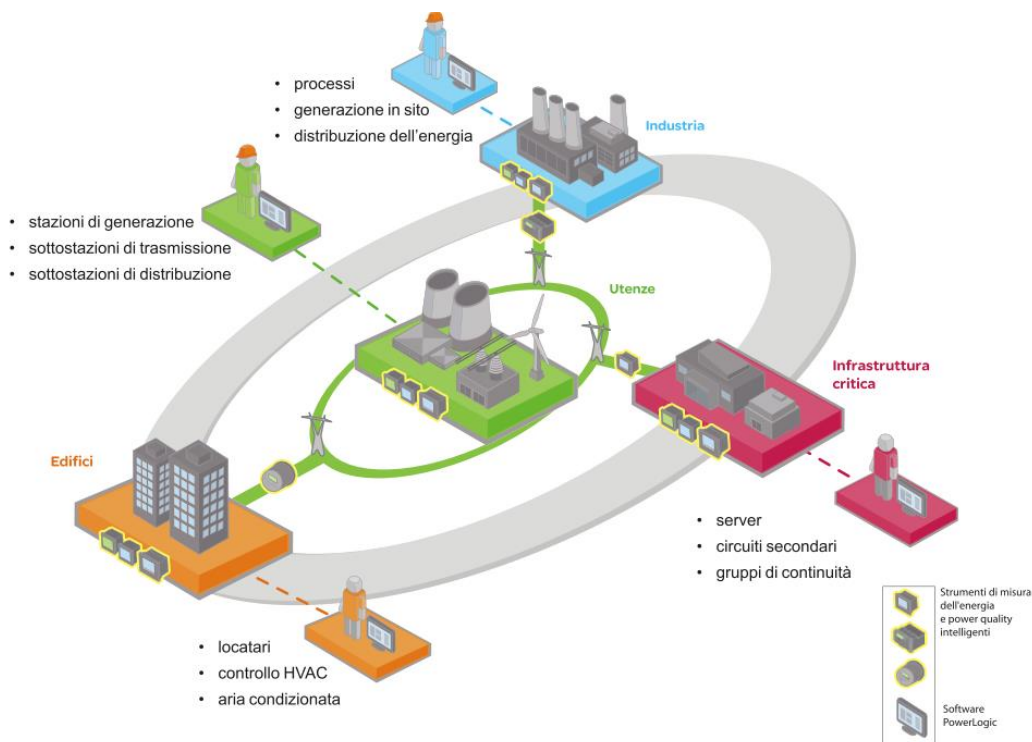 • processi
• generazione in sito
• distribuzione dell'energia
Industria
• stazioni di generazione
• sottostazioni di trasmissione
• sottostazioni di distribuzione
Utenze
Infrastruttura
critica
Edifici
• server
• circuiti secondari
• gruppi di continuità
• locatari
• controllo HVAC
• aria condizionata
Strumenti di misura
dell'energia
e power quality
intelligenti
Software
PowerLogic